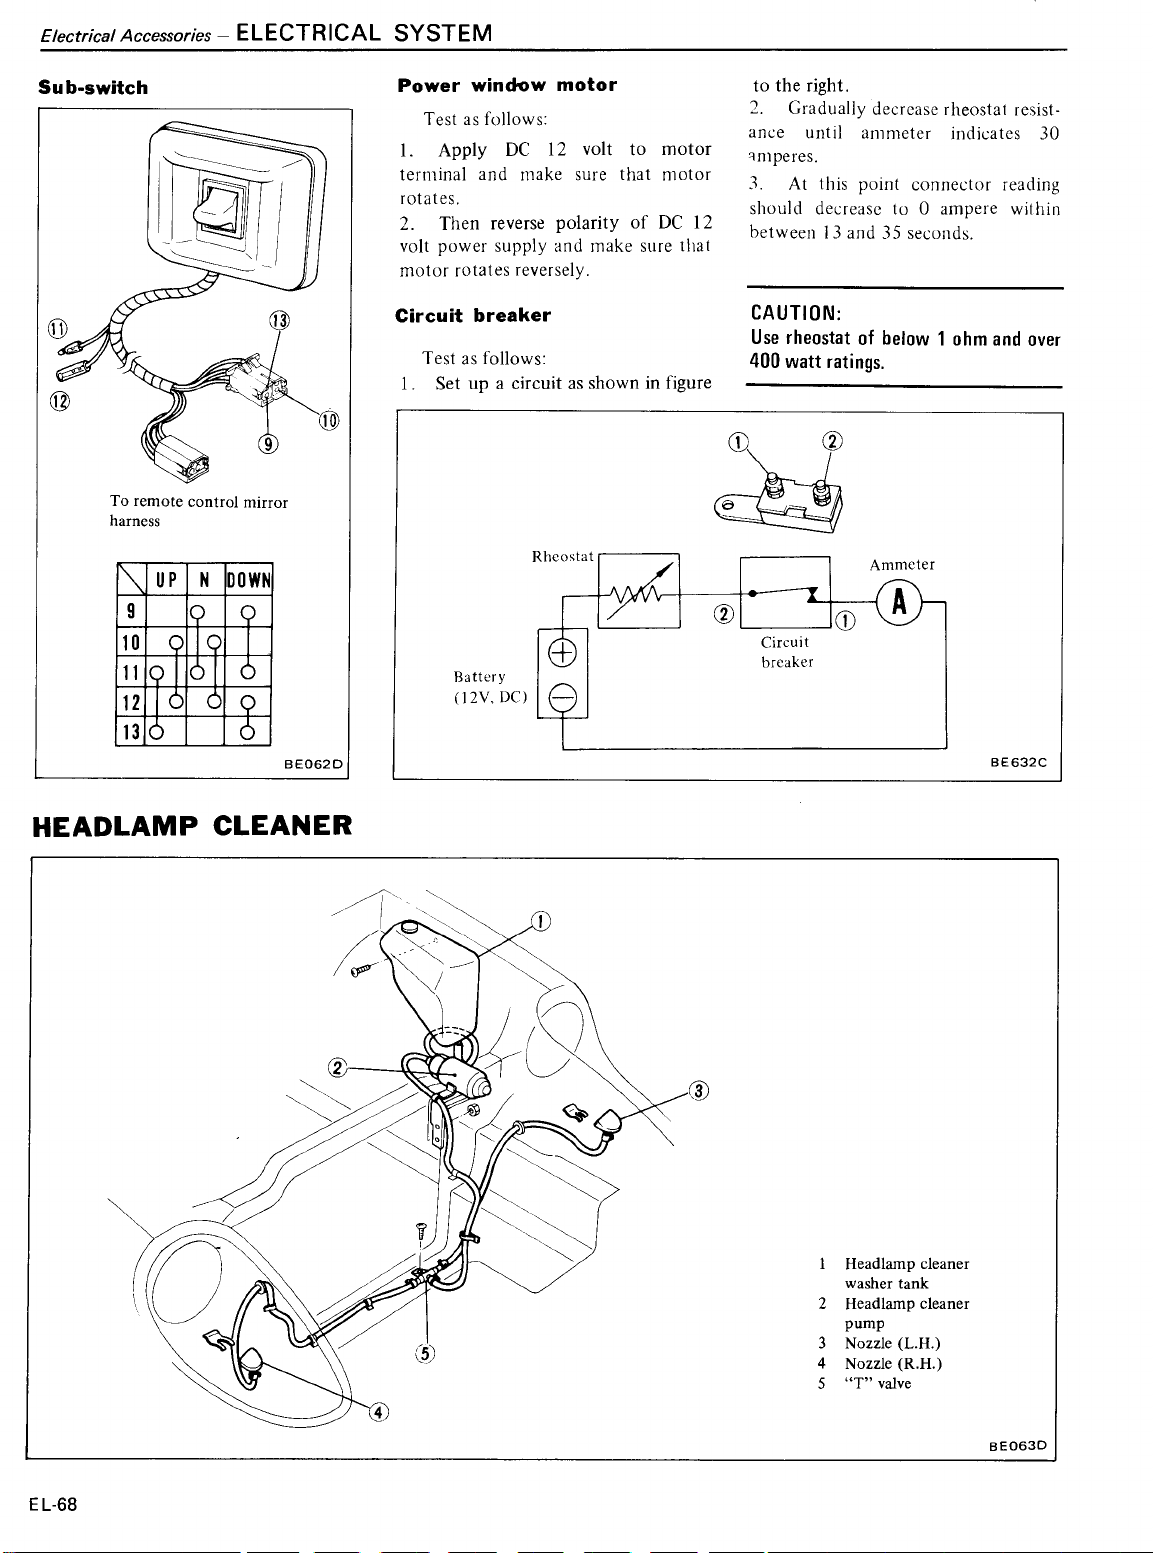 Electrical Accessories – ELECTRICAL SYSTEM
Sub-switch
11
12
13
10
9
To remote control mirror
harness
UP N DOWN
9
10
11
12
13
BE062D
Power window motor
Test as follows:
1. Apply DC 12 volt to motor
terminal and make sure that motor
rotates.
2. Then reverse polarity of DC 12
volt power supply and make sure that
motor rotates reversely.
Circuit breaker
Test as follows:
1. Set up a circuit as shown in figure
to the right.
2. Gradually decrease rheostat resist-
ance until ammeter indicates 30
amperes.
3. At this point connector reading
should decrease to 0 ampere within
between 13 and 35 seconds.
CAUTION:
Use rheostat of below 1 ohm and over
400 watt ratings.
1 2
Rheostat
Ammeter
A
2
1
Circuit
breaker
Battery
(12V, DC)
+
−
BE632C
HEADLAMP CLEANER
1
2
3
5
4
1 Headlamp cleaner
washer tank
2 Headlamp cleaner
pump
3 Nozzle (L.H.)
4 Nozzle (R.H.)
5 “T” valve
BE063D
EL-68